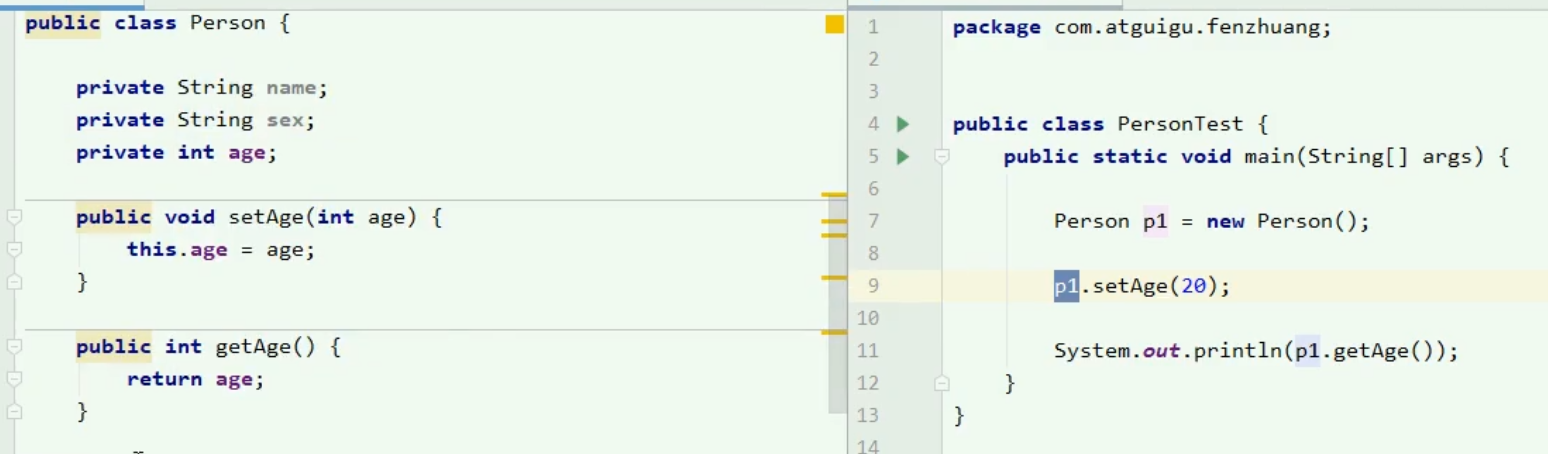 public class Person {
private String name;
private String sex;
private int age;
public void setAge(int age) {
this.age = age;
}
public int getAge() {
return age;
}
1 package com.atguigu.fenzhuang;
2
3
4 public class PersonTest {
5 public static void main(String[] args) {
6
7 Person p1 = new Person();
8
9 p1.setAge(20);
10
11 System.out.println(p1.getAge());
12 }
13 }
14